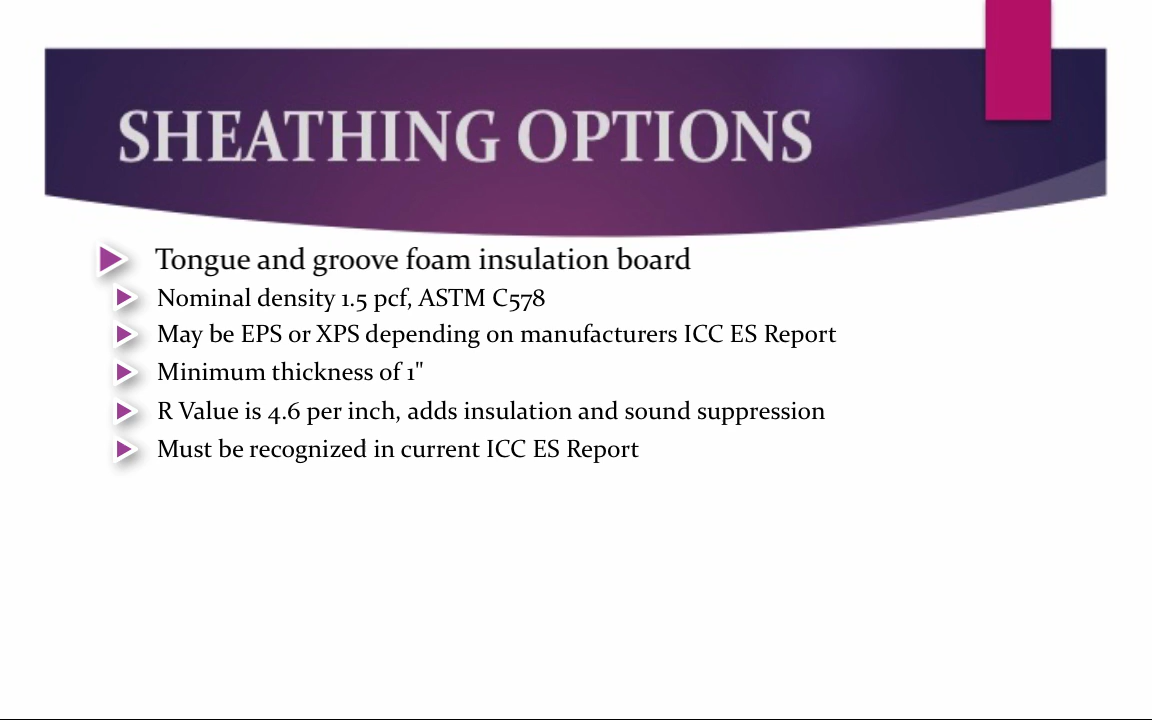 SHEATHING OPTIONS
Tongue and groove foam insulation board
Nominal density 1.5 pcf, ASTM C578
May be EPS or XPS depending on manufacturers ICC ES Report
Minimum thickness of 1"
R Value is 4.6 per inch, adds insulation and sound suppression
Must be recognized in current ICC ES Report